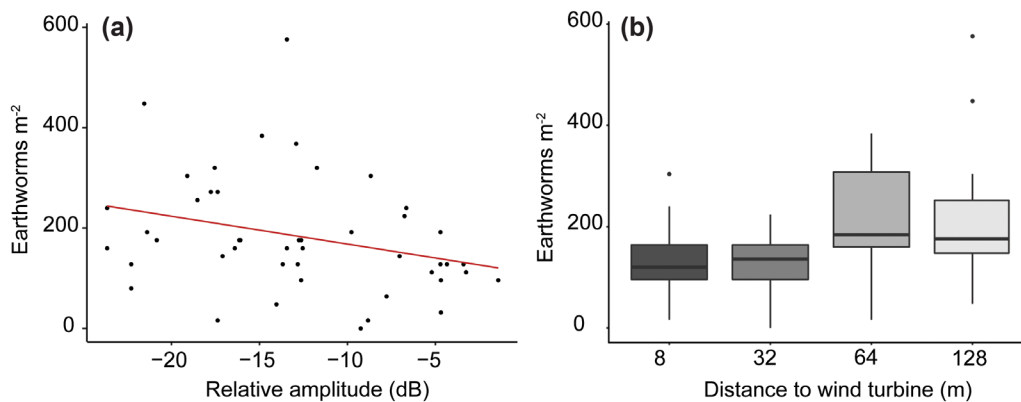 (a)
600
400
200
0
Earthworms m-2
−20 −15 −10 −5
Relative amplitude (dB)
(b)
600
400
200
0
Earthworms m-2
8 32 64 128
Distance to wind turbine (m)